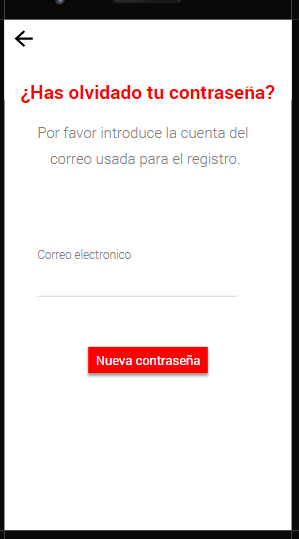 ¿Has olvidado tu contraseña?
Por favor introduce la cuenta del
correo usada para el registro.
Correo electronico
Nueva contraseña